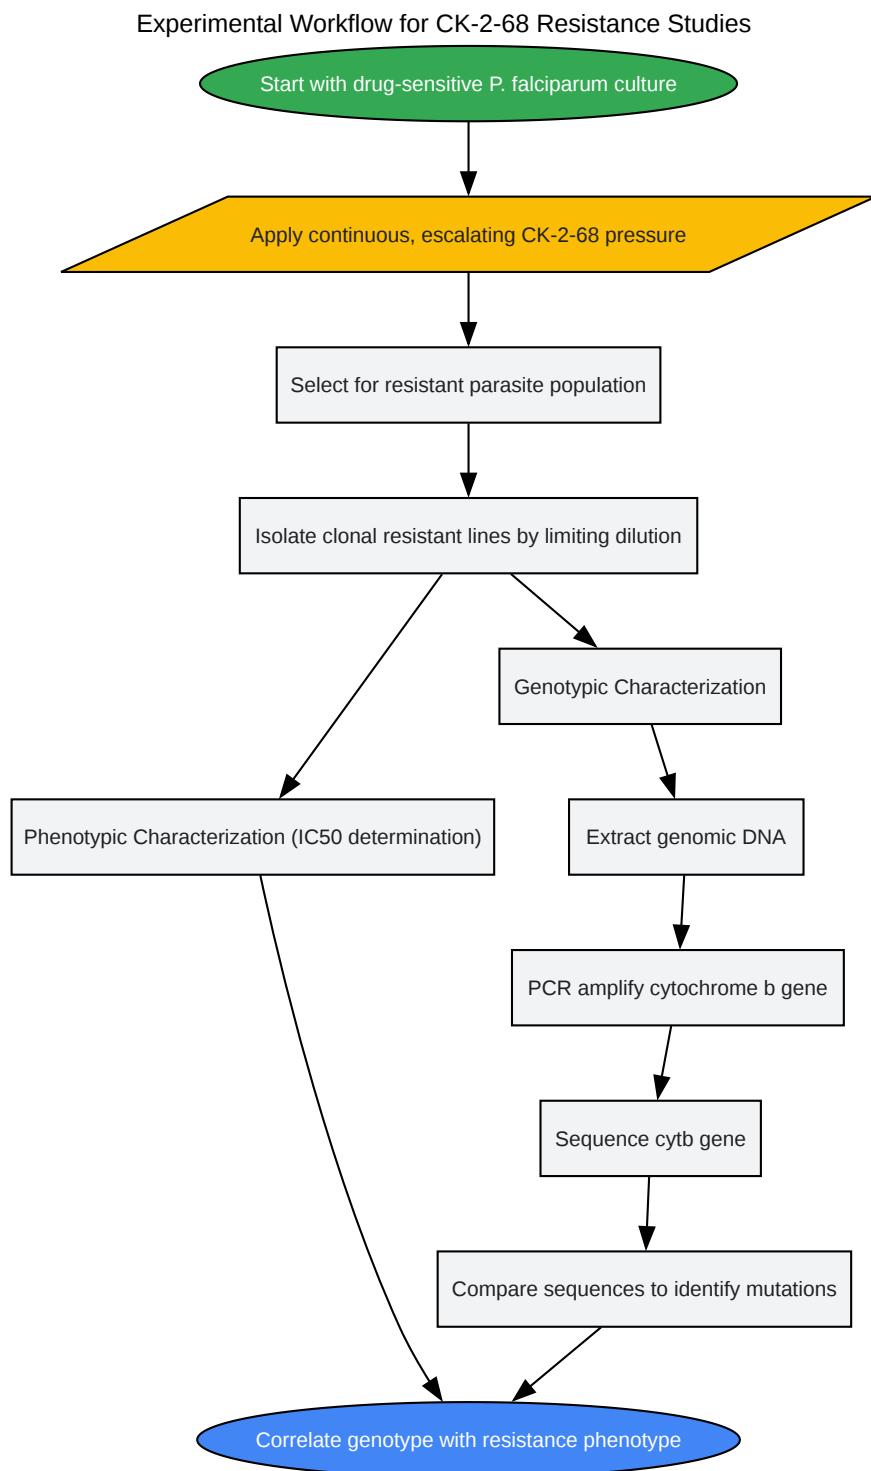 Experimental Workflow for CK-2-68 Resistance Studies
Start with drug-sensitive P. falciparum culture
Apply continuous, escalating CK-2-68 pressure
Select for resistant parasite population
Isolate clonal resistant lines by limiting dilution
Genotypic Characterization
Phenotypic Characterization (IC50 determination)
Extract genomic DNA
PCR amplify cytochrome b gene
Sequence cytb gene
Compare sequences to identify mutations
Correlate genotype with resistance phenotype